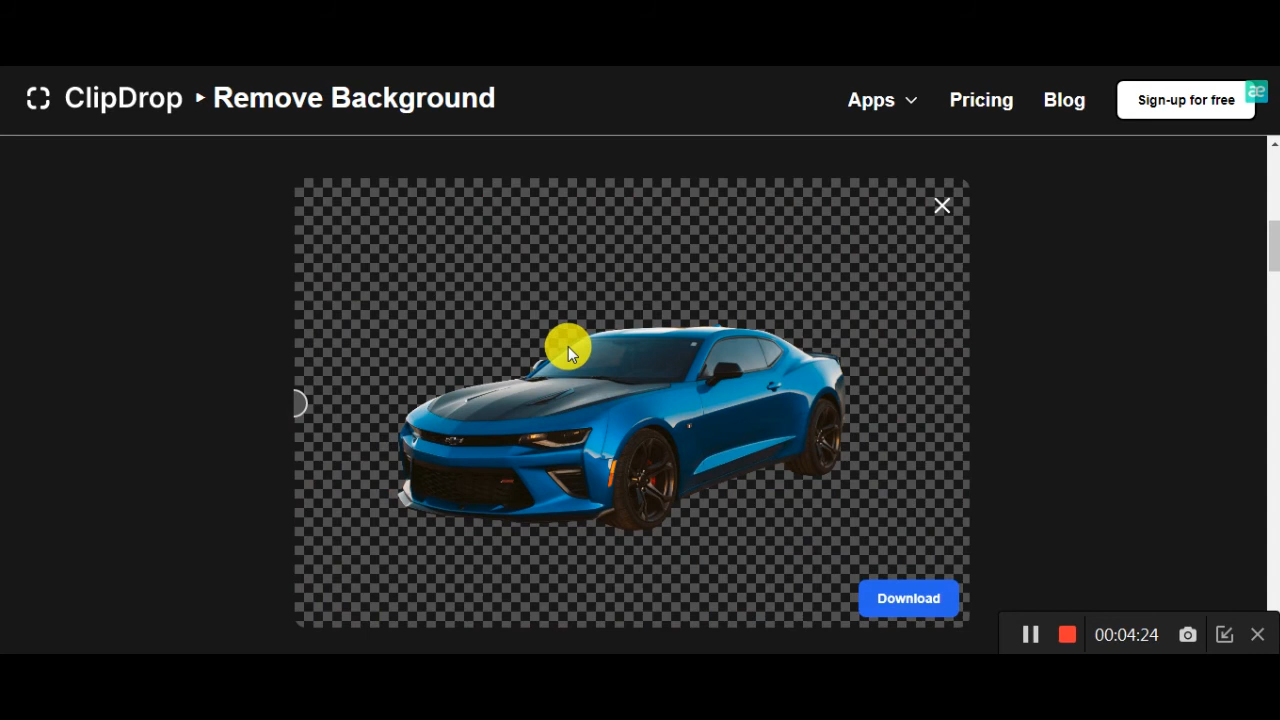 ClipDrop ▸ Remove Background
Apps Pricing Blog Sign-up for free æ
Download
00:04:24